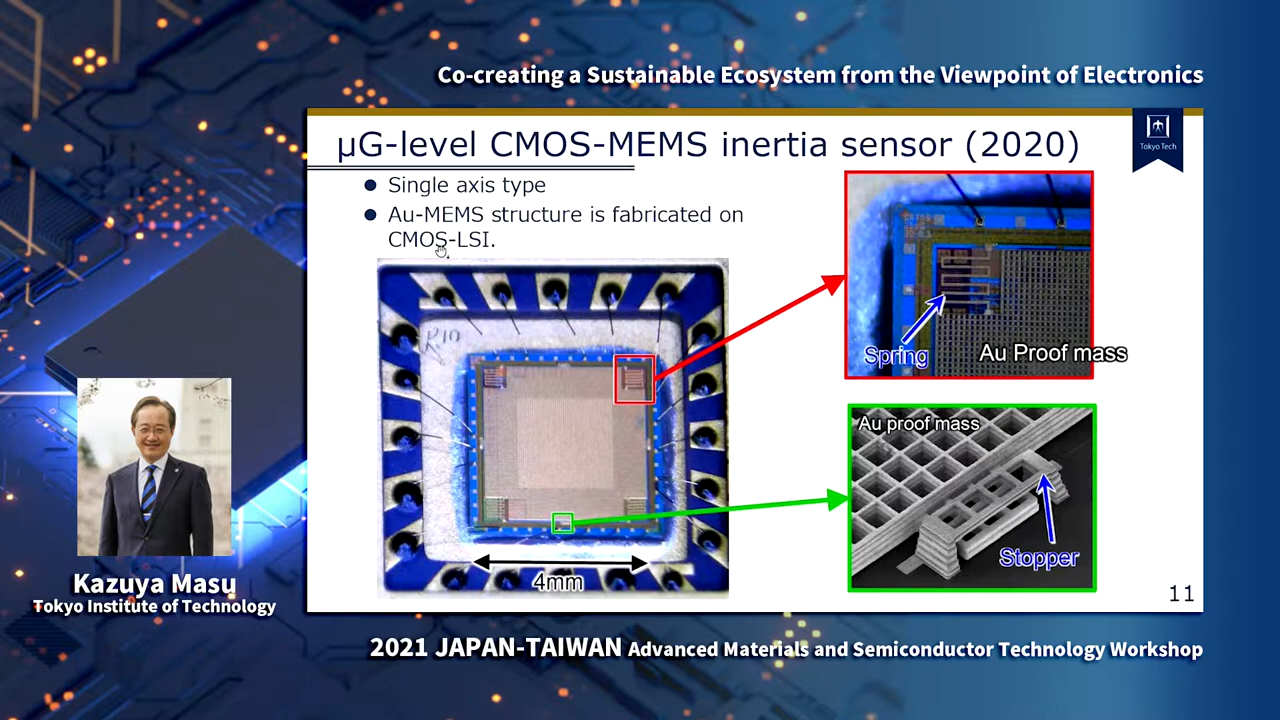 Co-creating a Sustainable Ecosystem from the Viewpoint of Electronics
µG-level CMOS-MEMS inertia sensor (2020)
Tokyo Tech
Single axis type
Au-MEMS structure is fabricated on
CMOS-LSI.
R10
Spring
Au Proof mass
Au proof mass
Stopper
4mm
11
Kazuya Masu
Tokyo Institute of Technology
2021 JAPAN-TAIWAN Advanced Materials and Semiconductor Technology Workshop